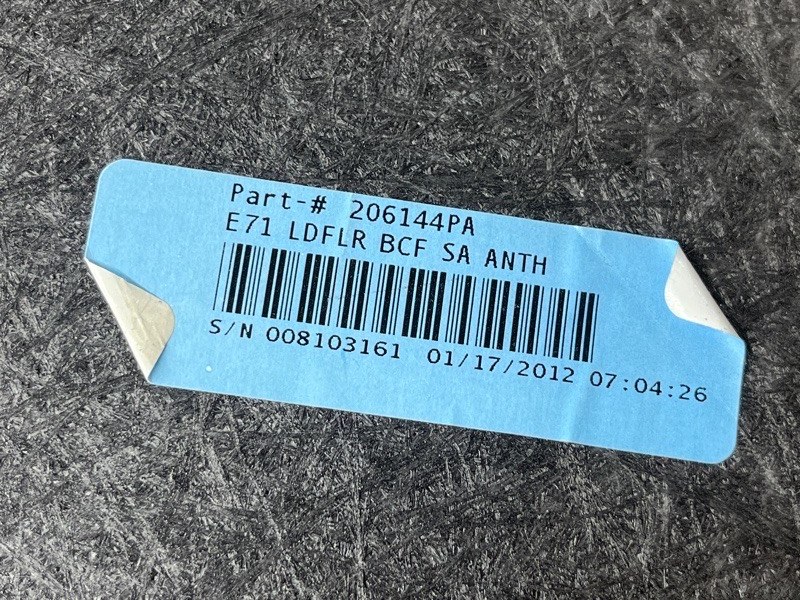 Part-# 206144PA
E71 LDFLR BCF SA ANTH
S/N 008103161 01/17/2012 07:04:26